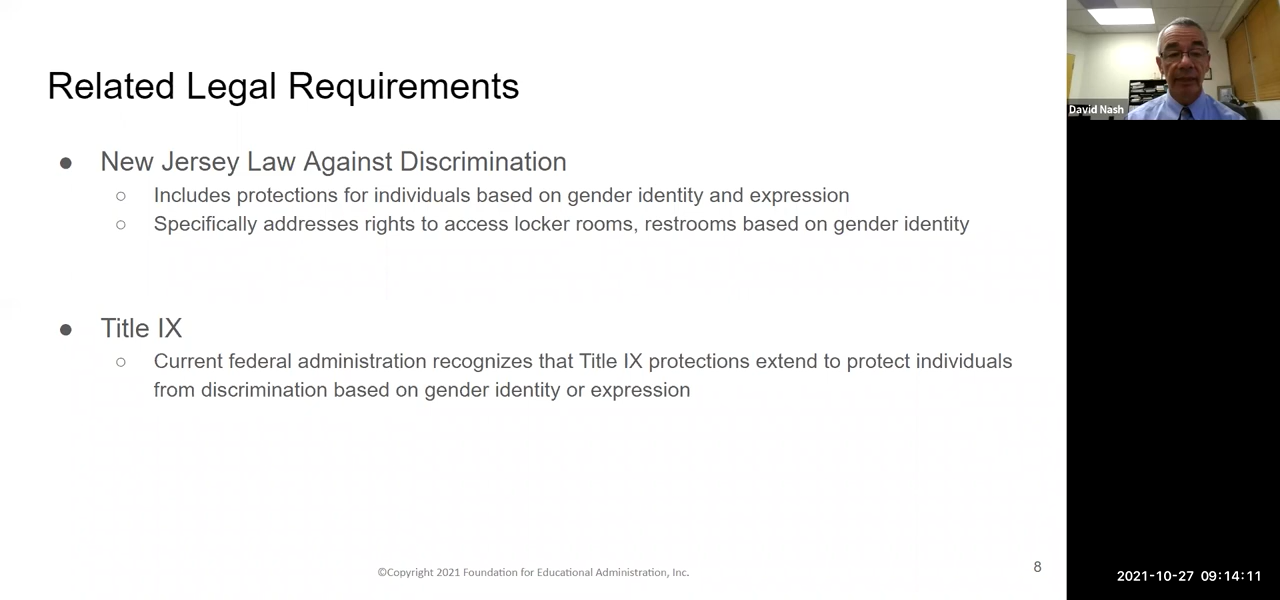 Related Legal Requirements
● New Jersey Law Against Discrimination
○ Includes protections for individuals based on gender identity and expression
○ Specifically addresses rights to access locker rooms, restrooms based on gender identity
● Title IX
○ Current federal administration recognizes that Title IX protections extend to protect individuals
from discrimination based on gender identity or expression
©Copyright 2021 Foundation for Educational Administration, Inc.
8
David Nash
2021-10-27 09:14:11